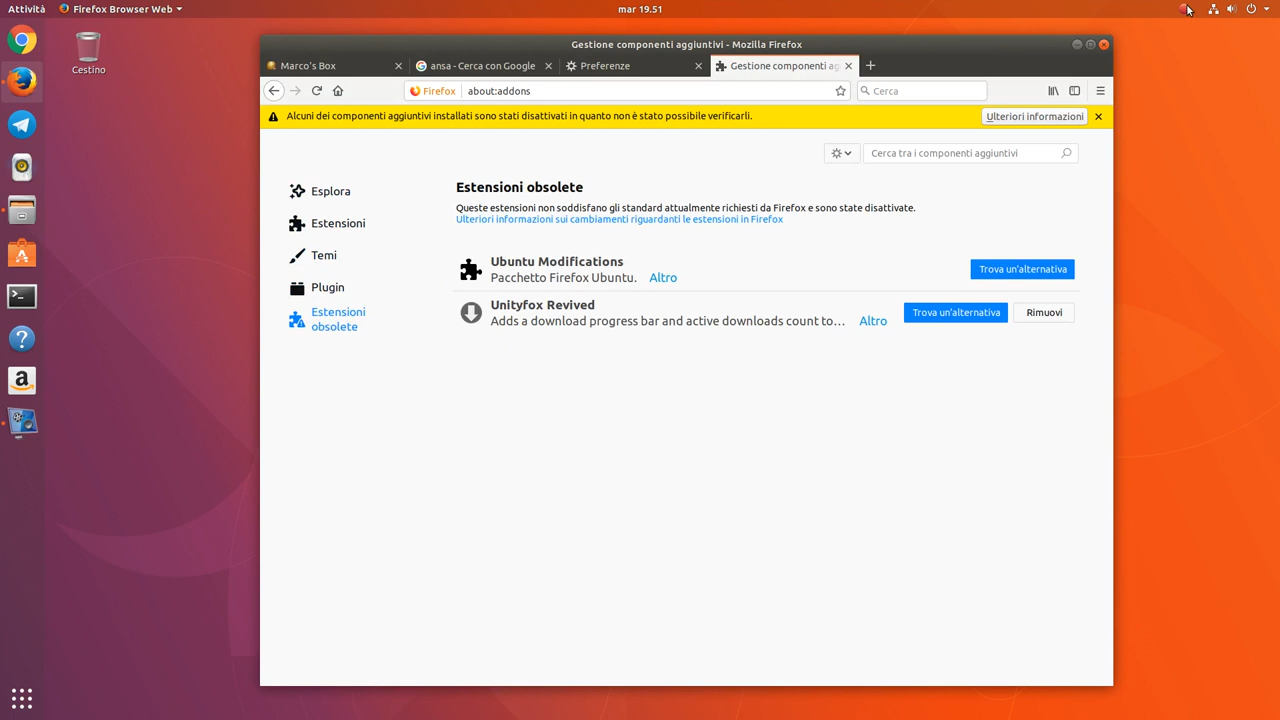 Attività
Firefox Browser Web
mar 19.51
Cestino
Gestione componenti aggiuntivi - Mozilla Firefox
Marco's Box
ansa - Cerca con Google
Preferenze
Gestione componenti ag
Firefox
about:addons
Cerca
Alcuni dei componenti aggiuntivi installati sono stati disattivati in quanto non è stato possibile verificarli.
Ulteriori informazioni
Cerca tra i componenti aggiuntivi
Esplora
Estensioni
Temi
Plugin
Estensioni
obsolete
Estensioni obsolete
Queste estensioni non soddisfano gli standard attualmente richiesti da Firefox e sono state disattivate.
Ulteriori informazioni sui cambiamenti riguardanti le estensioni in Firefox
Ubuntu Modifications
Pacchetto Firefox Ubuntu. Altro
Trova un'alternativa
Unityfox Revived
Adds a download progress bar and active downloads count to… Altro
Trova un'alternativa
Rimuovi